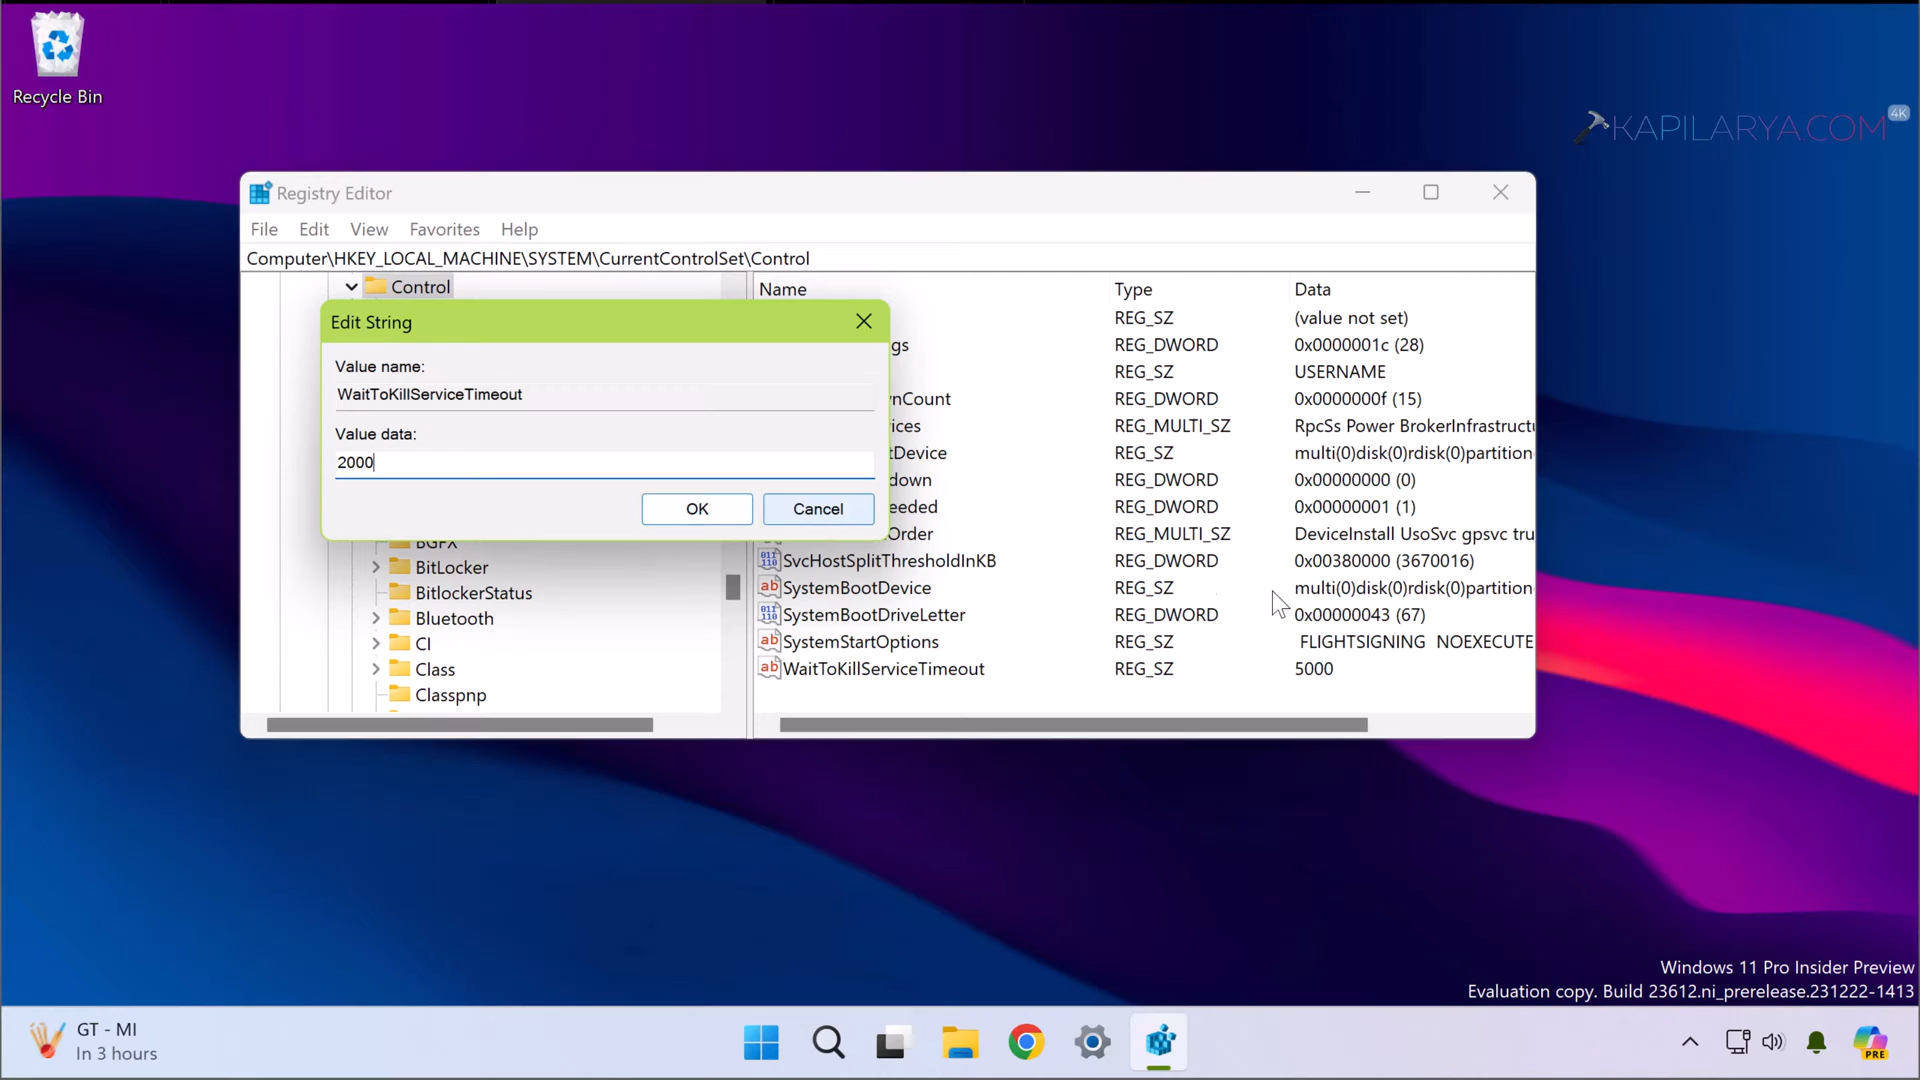 Recycle Bin
KAPILARYA.COM
4K
Registry Editor
File Edit View Favorites Help
Computer\HKEY_LOCAL_MACHINE\SYSTEM\CurrentControlSet\Control
Control
Name Type Data
REG_SZ (value not set)
gs REG_DWORD 0x0000001c (28)
REG_SZ USERNAME
nCount REG_DWORD 0x0000000f (15)
ices REG_MULTI_SZ RpcSs Power BrokerInfrastructu
tDevice REG_SZ multi(0)disk(0)rdisk(0)partition
down REG_DWORD 0x00000000 (0)
eeded REG_DWORD 0x00000001 (1)
Order REG_MULTI_SZ DeviceInstall UsoSvc gpsvc tru
SvcHostSplitThresholdInKB REG_DWORD 0x00380000 (3670016)
SystemBootDevice REG_SZ multi(0)disk(0)rdisk(0)partition
SystemBootDriveLetter REG_DWORD 0x00000043 (67)
SystemStartOptions REG_SZ FLIGHTSIGNING NOEXECUTE
WaitToKillServiceTimeout REG_SZ 5000
Edit String
Value name:
WaitToKillServiceTimeout
Value data:
2000
OK Cancel
BGFX
BitLocker
BitlockerStatus
Bluetooth
CI
Class
Classpnp
Windows 11 Pro Insider Preview
Evaluation copy. Build 23612.ni_prerelease.231222-1413
GT - MI
In 3 hours
PRE